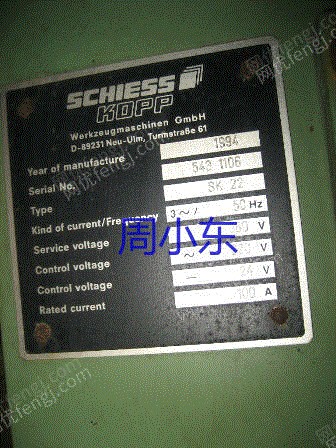 SCHIESS
KOPP
Werkzeugmaschinen GmbH
D-89231 Neu-Ulm, Turmstraße 61
Year of manufacture 1994
Serial No. 543 1106
Type SK 22
Kind of current/Frequency 3~/ 50 Hz
Service voltage V
Control voltage ~ V
Control voltage — 24 V
Rated current 100 A
周小东